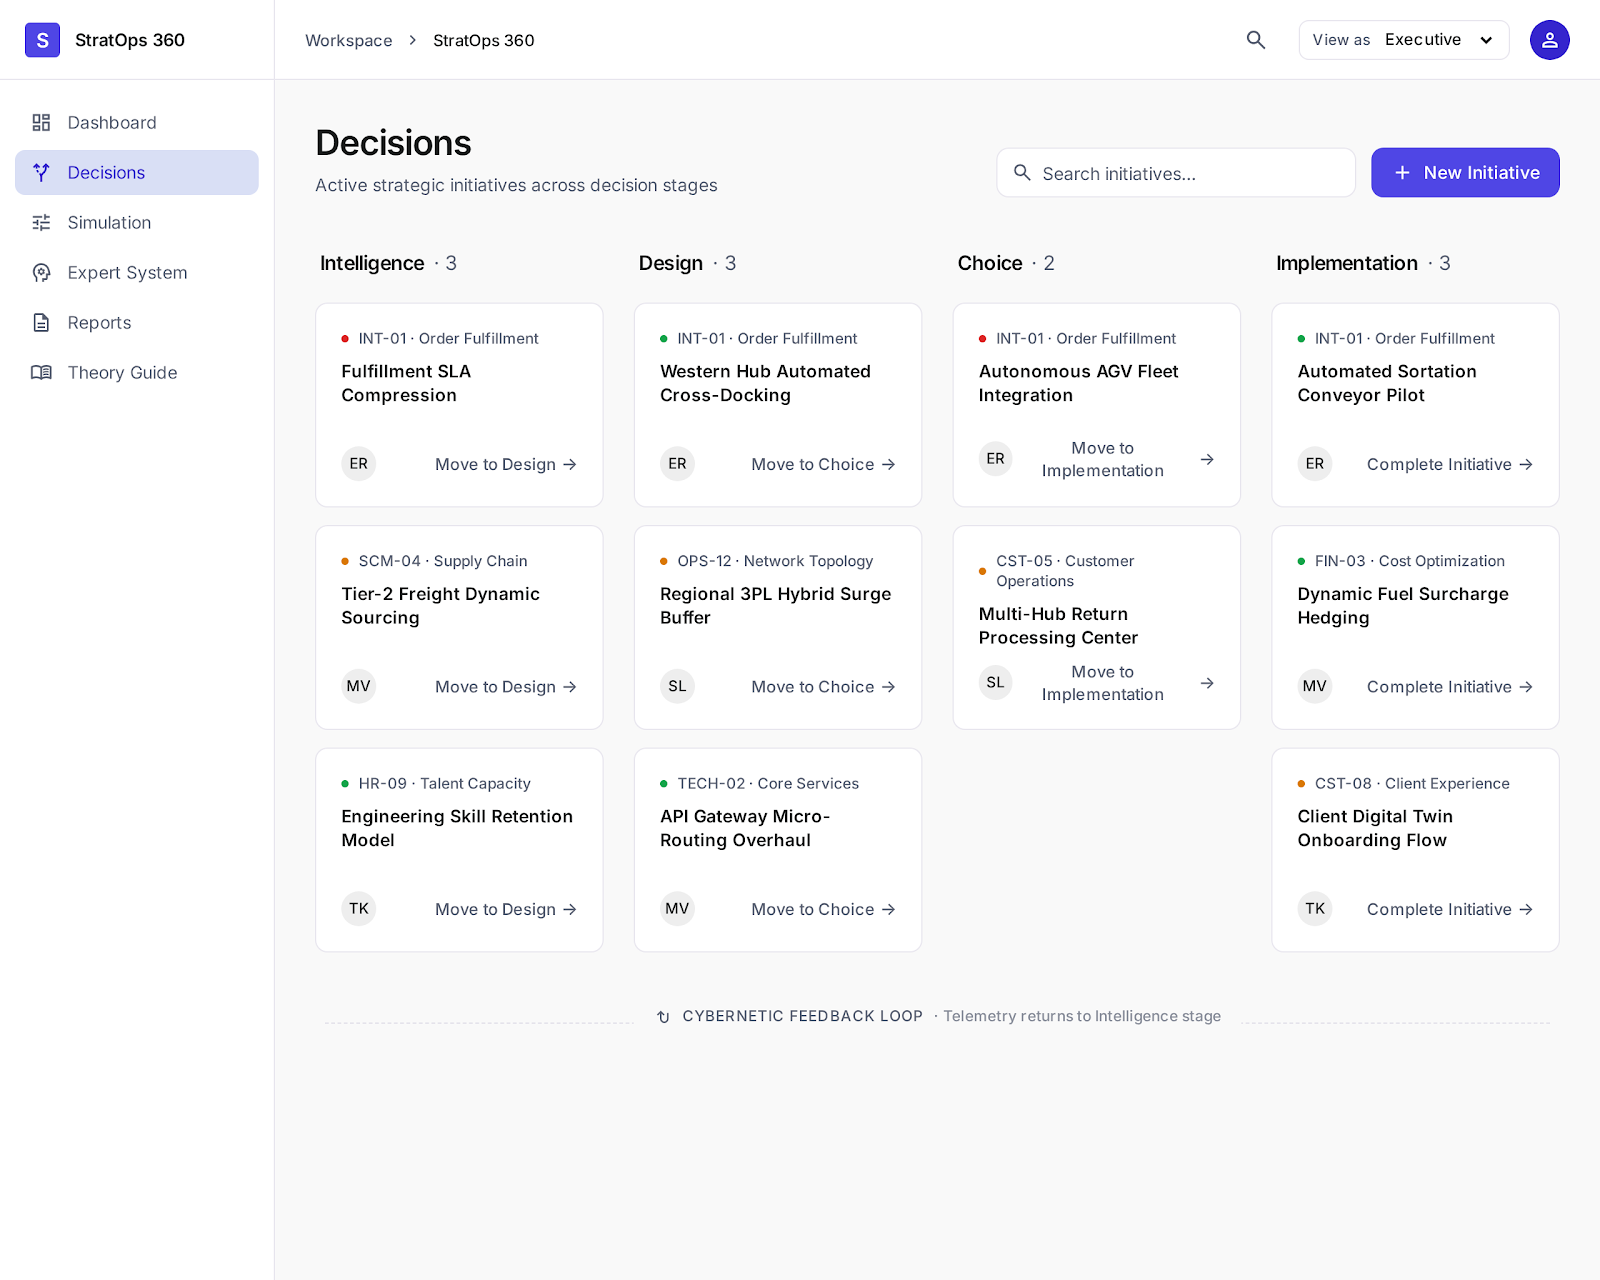 S StratOps 360
Workspace > StratOps 360
View as Executive
Dashboard
Decisions
Simulation
Expert System
Reports
Theory Guide
Decisions
Active strategic initiatives across decision stages
Search initiatives...
+ New Initiative
Intelligence · 3
INT-01 · Order Fulfillment
Fulfillment SLA
Compression
ER Move to Design →
SCM-04 · Supply Chain
Tier-2 Freight Dynamic
Sourcing
MV Move to Design →
HR-09 · Talent Capacity
Engineering Skill Retention
Model
TK Move to Design →
Design · 3
INT-01 · Order Fulfillment
Western Hub Automated
Cross-Docking
ER Move to Choice →
OPS-12 · Network Topology
Regional 3PL Hybrid Surge
Buffer
SL Move to Choice →
TECH-02 · Core Services
API Gateway Micro-
Routing Overhaul
MV Move to Choice →
Choice · 2
INT-01 · Order Fulfillment
Autonomous AGV Fleet
Integration
ER Move to
Implementation →
CST-05 · Customer
Operations
Multi-Hub Return
Processing Center
SL Move to
Implementation →
Implementation · 3
INT-01 · Order Fulfillment
Automated Sortation
Conveyor Pilot
ER Complete Initiative →
FIN-03 · Cost Optimization
Dynamic Fuel Surcharge
Hedging
MV Complete Initiative →
CST-08 · Client Experience
Client Digital Twin
Onboarding Flow
TK Complete Initiative →
CYBERNETIC FEEDBACK LOOP · Telemetry returns to Intelligence stage